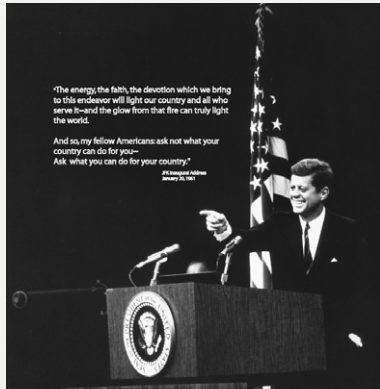 “The energy, the faith, the devotion which we bring
to this endeavor will light our country and all who
serve it—and the glow from that fire can truly light
the world.
And so, my fellow Americans: ask not what your
country can do for you—
Ask what you can do for your country.”
JFK Inaugural Address
January 20, 1961